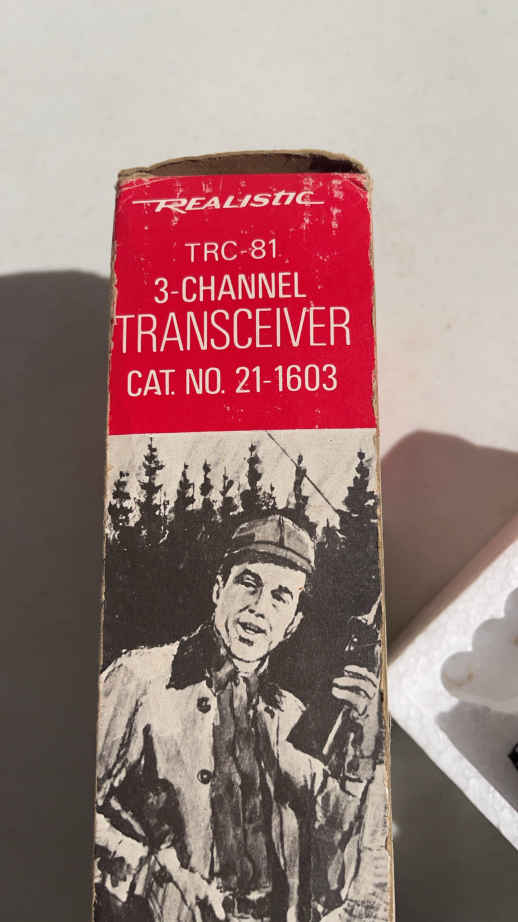 REALISTIC
TRC-81
3-CHANNEL
TRANSCEIVER
CAT. NO. 21-1603